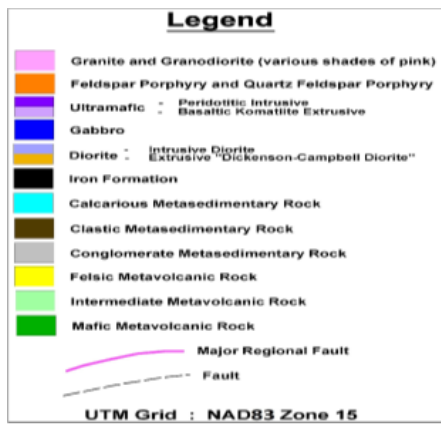 Legend
Granite and Granodiorite (various shades of pink)
Feldspar Porphyry and Quartz Feldspar Porphyry
Ultramafic - Peridotitic Intrusive
- Basaltic Komatiite Extrusive
Gabbro
Diorite - Intrusive Diorite
- Extrusive "Dickenson-Campbell Diorite"
Iron Formation
Calcarious Metasedimentary Rock
Clastic Metasedimentary Rock
Conglomerate Metasedimentary Rock
Felsic Metavolcanic Rock
Intermediate Metavolcanic Rock
Mafic Metavolcanic Rock
Major Regional Fault
Fault
UTM Grid : NAD83 Zone 15